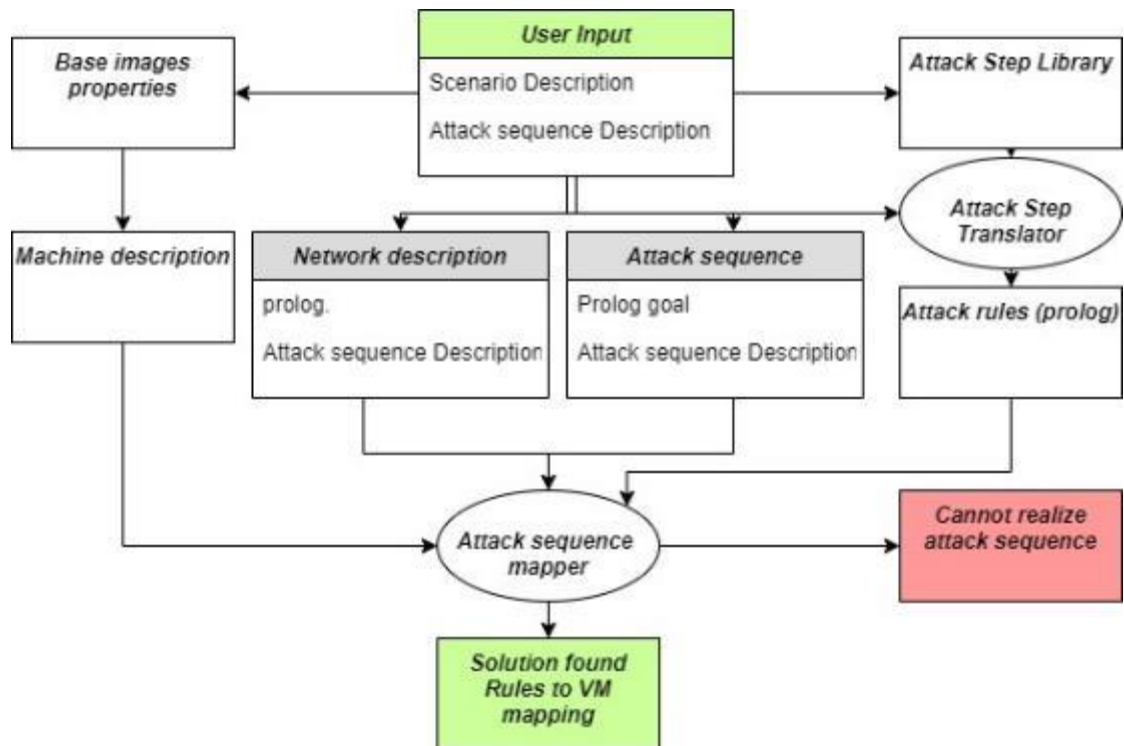 User Input
Scenario Description
Attack sequence Description
Base images
properties
Attack Step Library
Attack Step
Translator
Machine description
Network description
prolog.
Attack sequence Description
Attack sequence
Prolog goal
Attack sequence Description
Attack rules (prolog)
Attack sequence
mapper
Cannot realize
attack sequence
Solution found
Rules to VM
mapping